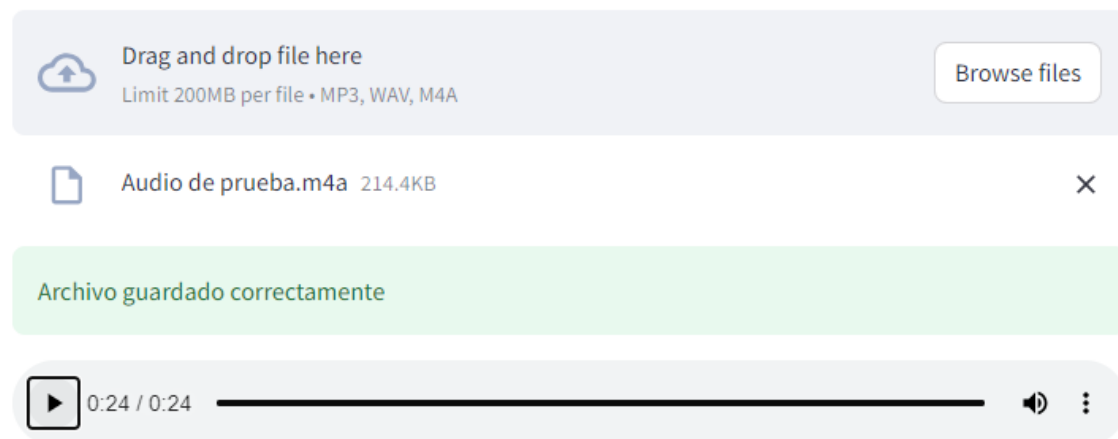 Drag and drop file here
Limit 200MB per file • MP3, WAV, M4A
Browse files
Audio de prueba.m4a 214.4KB
Archivo guardado correctamente
0:24 / 0:24